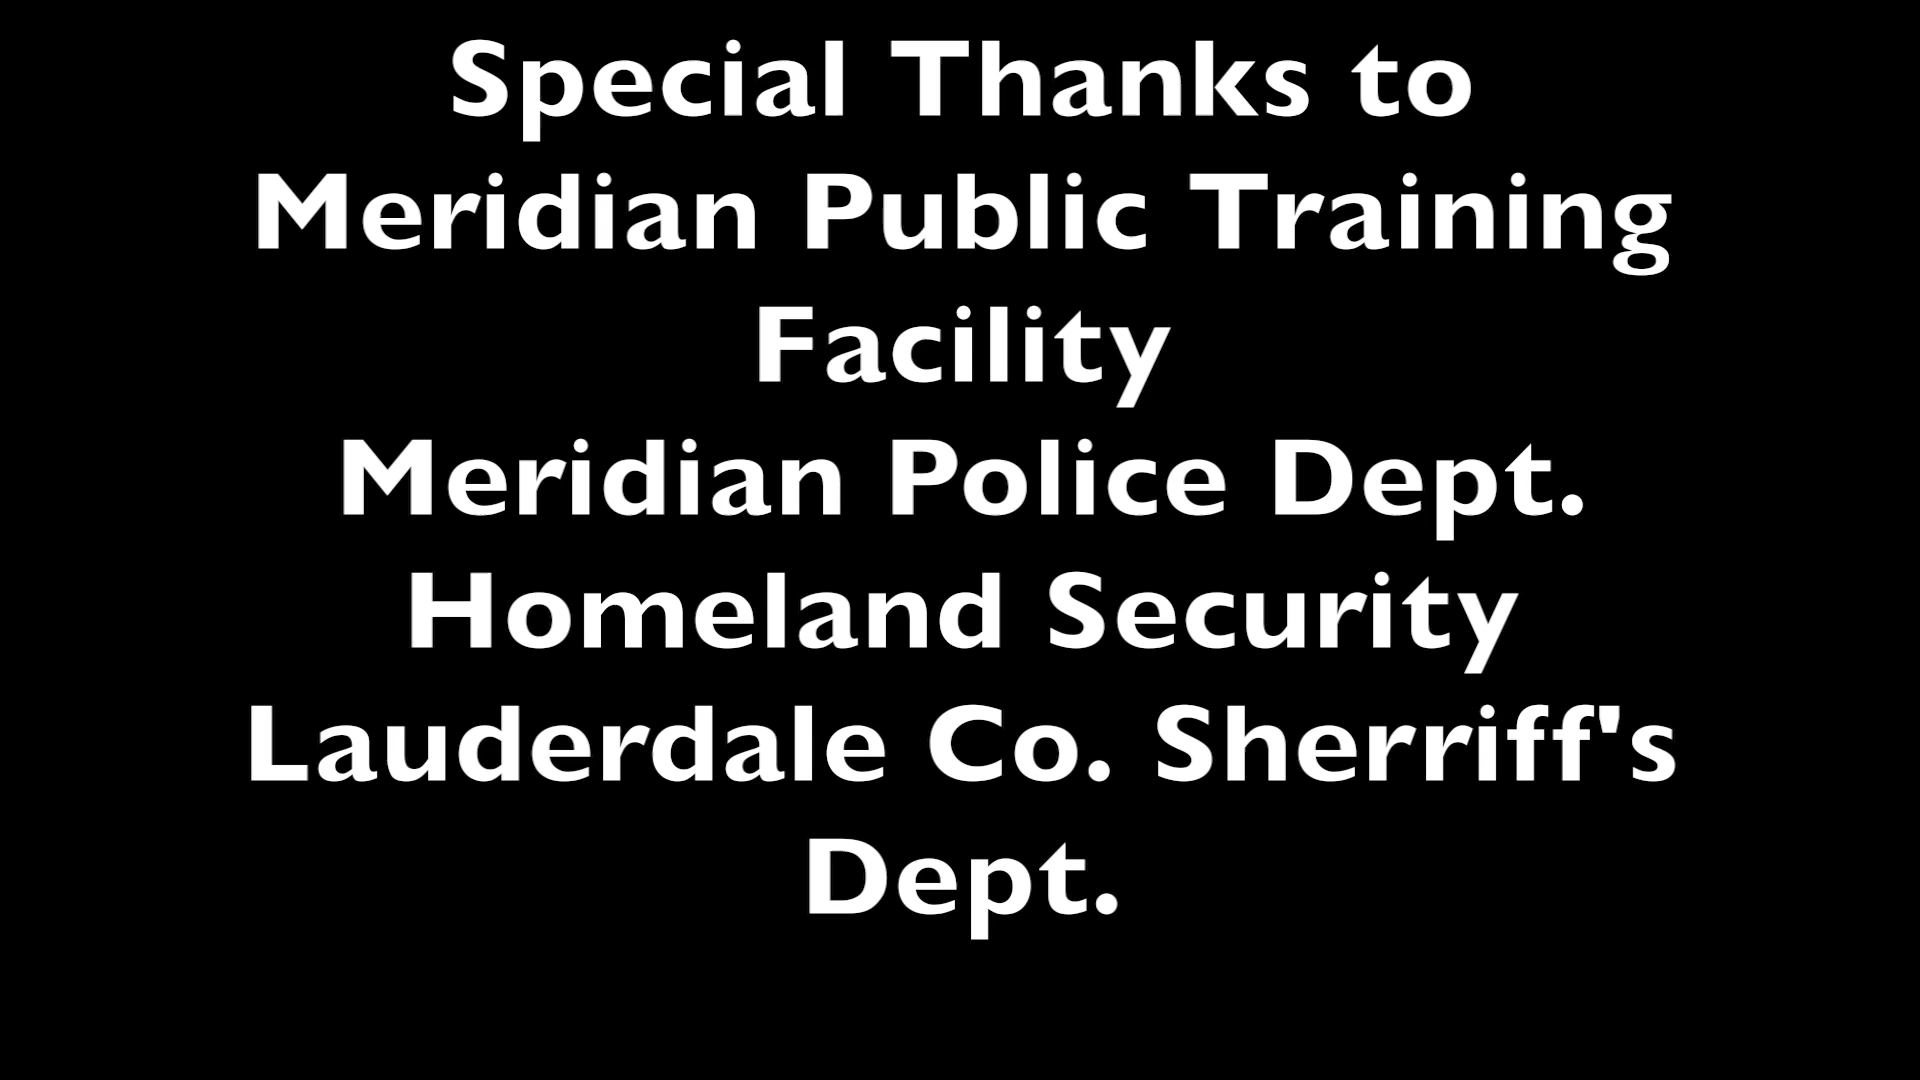 Special Thanks to
Meridian Public Training
Facility
Meridian Police Dept.
Homeland Security
Lauderdale Co. Sherriff's
Dept.